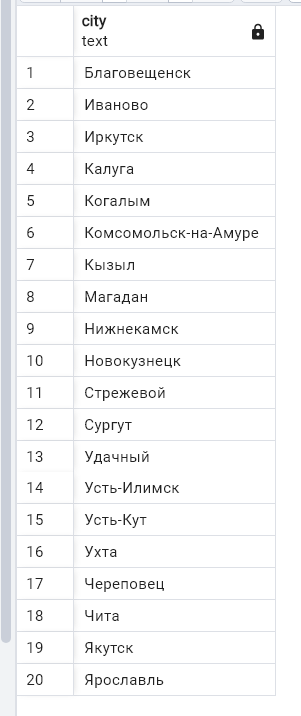 city
text
1 Благовещенск
2 Иваново
3 Иркутск
4 Калуга
5 Когалым
6 Комсомольск-на-Амуре
7 Кызыл
8 Магадан
9 Нижнекамск
10 Новокузнецк
11 Стрежевой
12 Сургут
13 Удачный
14 Усть-Илимск
15 Усть-Кут
16 Ухта
17 Череповец
18 Чита
19 Якутск
20 Ярославль